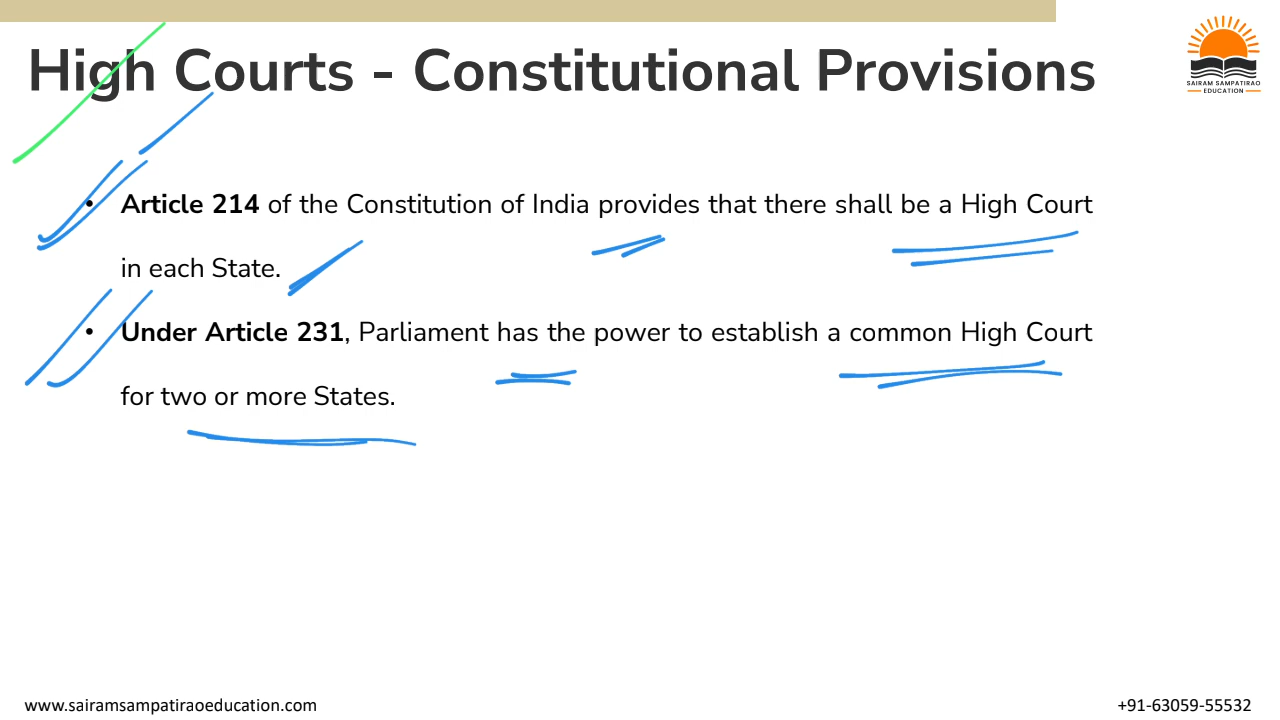 High Courts - Constitutional Provisions
SAIRAM SAMPATIRAO
EDUCATION
• Article 214 of the Constitution of India provides that there shall be a High Court
in each State.
• Under Article 231, Parliament has the power to establish a common High Court
for two or more States.
www.sairamsampatiraoeducation.com
+91-63059-55532